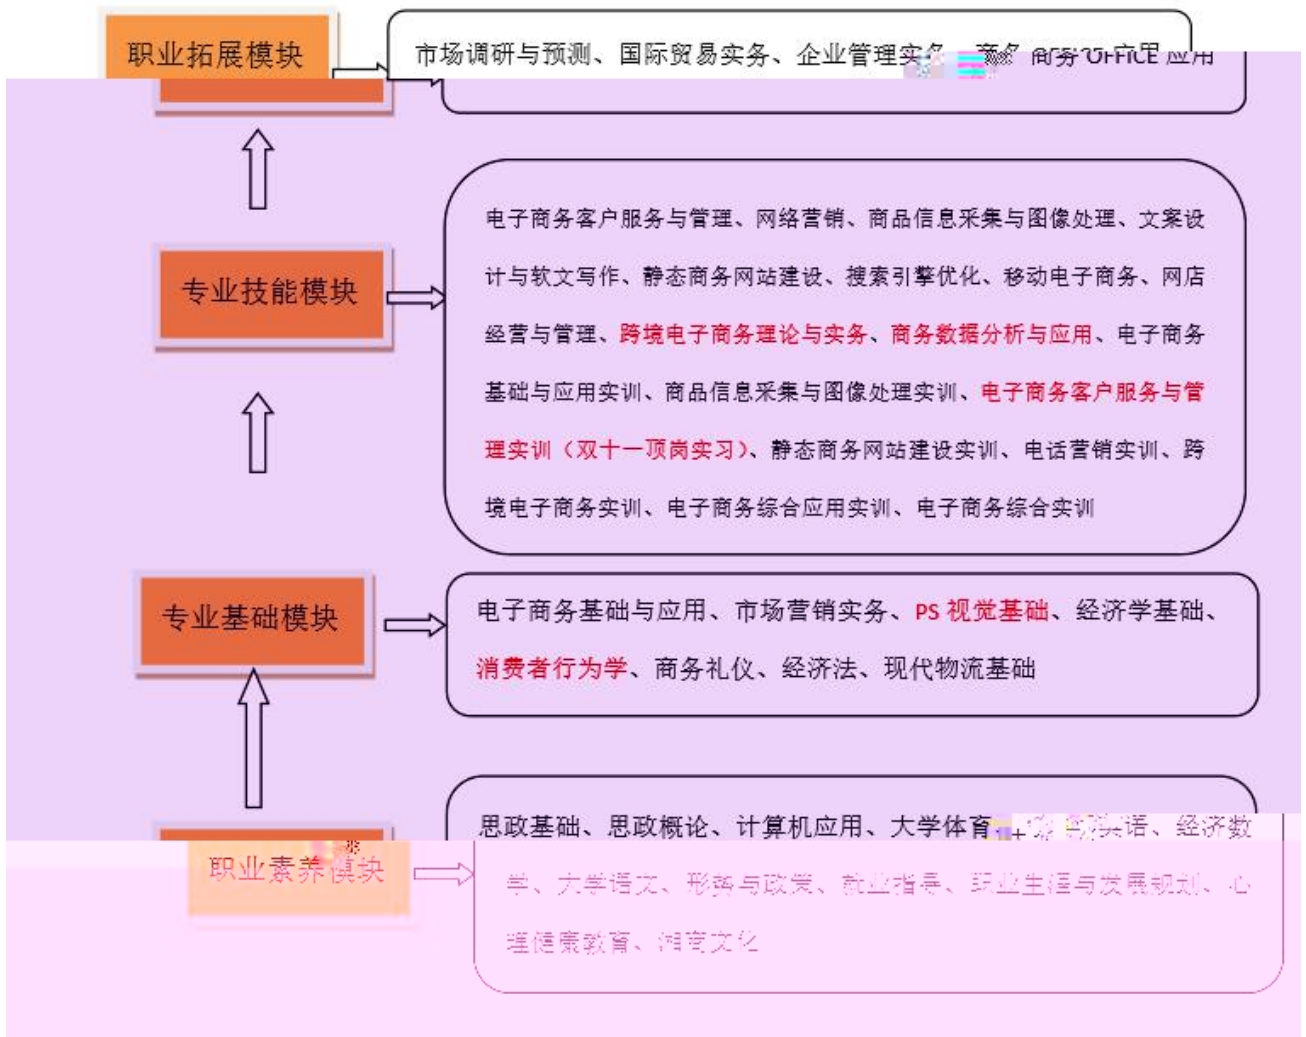 职业拓展模块
市场调研与预测、国际贸易实务、企业管理实务、商务 OFFICE 应用
专业技能模块
电子商务客户服务与管理、网络营销、商品信息采集与图像处理、文案设
计与软文写作、静态商务网站建设、搜索引擎优化、移动电子商务、网店
经营与管理、跨境电子商务理论与实务、商务数据分析与应用、电子商务
基础与应用实训、商品信息采集与图像处理实训、电子商务客户服务与管
理实训（双十一顶岗实习）、静态商务网站建设实训、电话营销实训、跨
境电子商务实训、电子商务综合应用实训、电子商务综合实训
专业基础模块
电子商务基础与应用、市场营销实务、PS 视觉基础、经济学基础、
消费者行为学、商务礼仪、经济法、现代物流基础
思政基础、思政概论、计算机应用、大学体育、英语、经济数
职业素养模块
学、大学语文、形势与政策、就业指导、职业生涯与发展规划、心
理健康教育、湘商文化